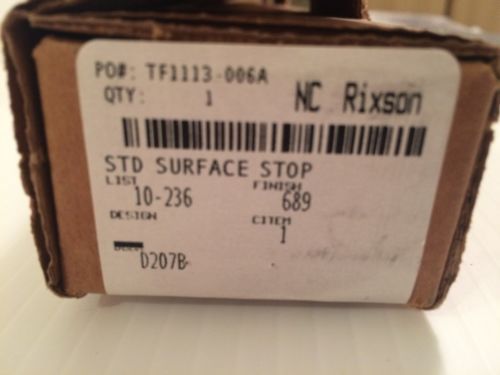 PO#: TF1113-006A
QTY: 1 NC Rixson
STD SURFACE STOP
LIST FINISH
10-236 689
DESIGN CITEM
1
D207B-